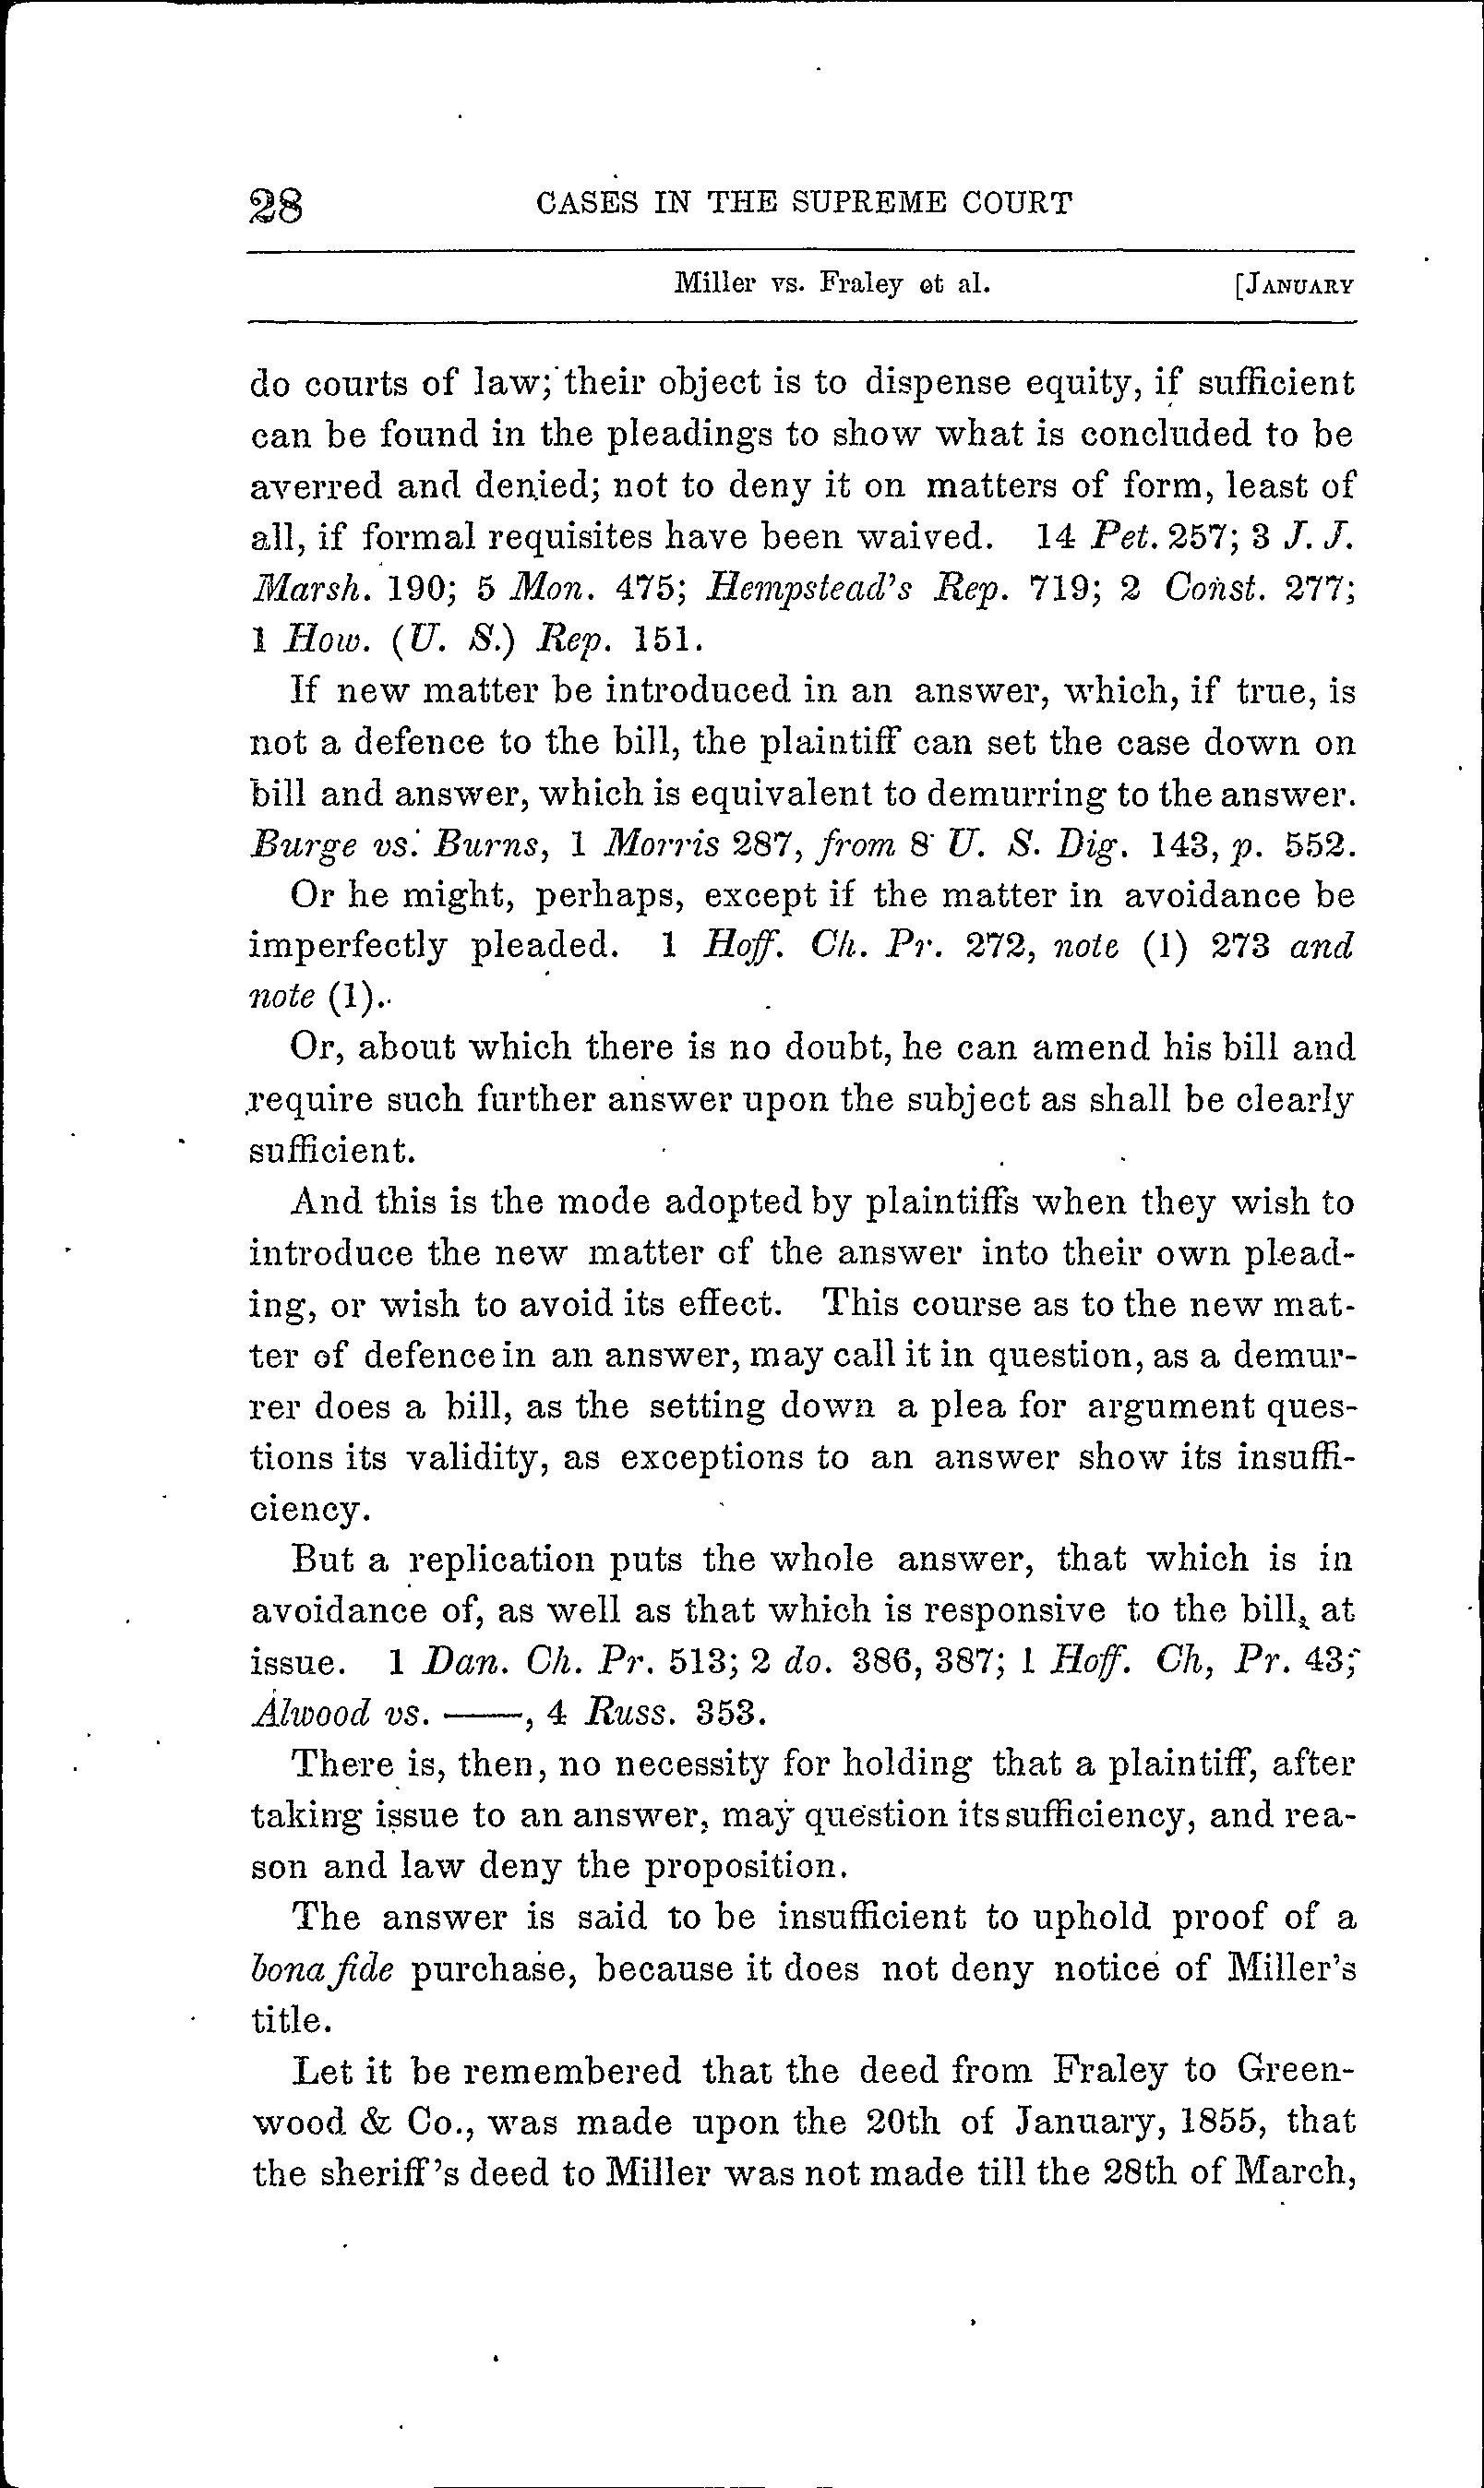 28 CASES IN THE SUPREME COURT
Miller vs. Fraley et al. [JANUARY
do courts of law; their object is to dispense equity, if sufficient
can be found in the pleadings to show what is concluded to be
averred and denied; not to deny it on matters of form, least of
all, if formal requisites have been waived. 14 Pet. 257; 3 J. J.
Marsh. 190; 5 Mon. 475; Hempstead's Rep. 719; 2 Const. 277;
1 How. (U. S.) Rep. 151.
If new matter be introduced in an answer, which, if true, is
not a defence to the bill, the plaintiff can set the case down on
bill and answer, which is equivalent to demurring to the answer.
Burge vs. Burns, 1 Morris 287, from 8 U. S. Dig. 143, p. 552.
Or he might, perhaps, except if the matter in avoidance be
imperfectly pleaded. 1 Hoff. Ch. Pr. 272, note (1) 273 and
note (1).
Or, about which there is no doubt, he can amend his bill and
require such further answer upon the subject as shall be clearly
sufficient.
And this is the mode adopted by plaintiffs when they wish to
introduce the new matter of the answer into their own plead-
ing, or wish to avoid its effect. This course as to the new mat-
ter of defence in an answer, may call it in question, as a demur-
rer does a bill, as the setting down a plea for argument ques-
tions its validity, as exceptions to an answer show its insuffi-
ciency.
But a replication puts the whole answer, that which is in
avoidance of, as well as that which is responsive to the bill, at
issue. 1 Dan. Ch. Pr. 513; 2 do. 386, 387; 1 Hoff. Ch, Pr. 43;
Alwood vs. ——, 4 Russ. 353.
There is, then, no necessity for holding that a plaintiff, after
taking issue to an answer, may question its sufficiency, and rea-
son and law deny the proposition.
The answer is said to be insufficient to uphold proof of a
bona fide purchase, because it does not deny notice of Miller's
title.
Let it be remembered that the deed from Fraley to Green-
wood & Co., was made upon the 20th of January, 1855, that
the sheriff's deed to Miller was not made till the 28th of March,